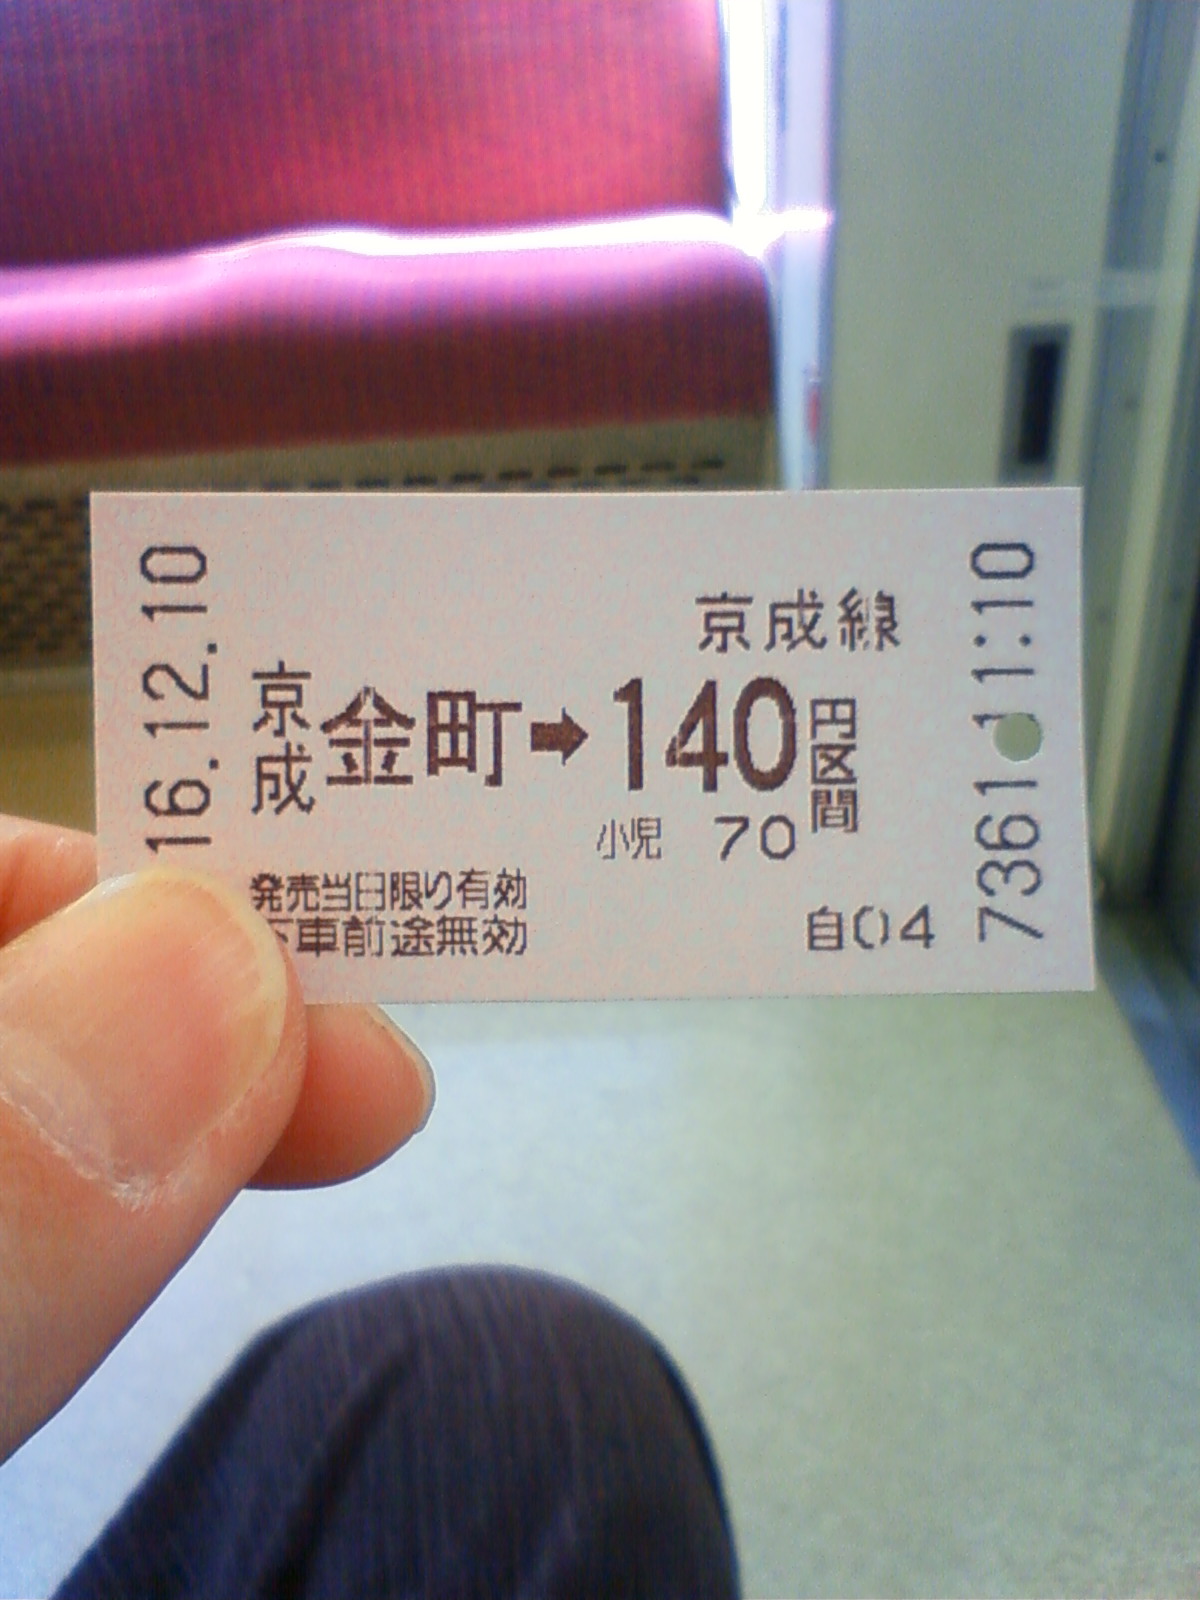 16.12.10
京成線
京成金町➡140円区間
小児 70
発売当日限り有効
下車前途無効
自04
7361 11:10